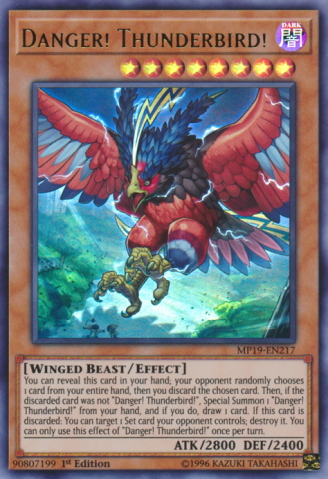 DANGER! THUNDERBIRD!
DARK
闇
MP19-EN217
[WINGED BEAST/EFFECT]
You can reveal this card in your hand; your opponent randomly chooses
1 card from your entire hand, then you discard the chosen card. Then, if the
discarded card was not "Danger! Thunderbird!", Special Summon 1 "Danger!
Thunderbird!" from your hand, and if you do, draw 1 card. If this card is
discarded: You can target 1 Set card your opponent controls; destroy it. You can
only use this effect of "Danger! Thunderbird!" once per turn.
ATK/2800 DEF/2400
90807199 1st Edition ©1996 KAZUKI TAKAHASHI